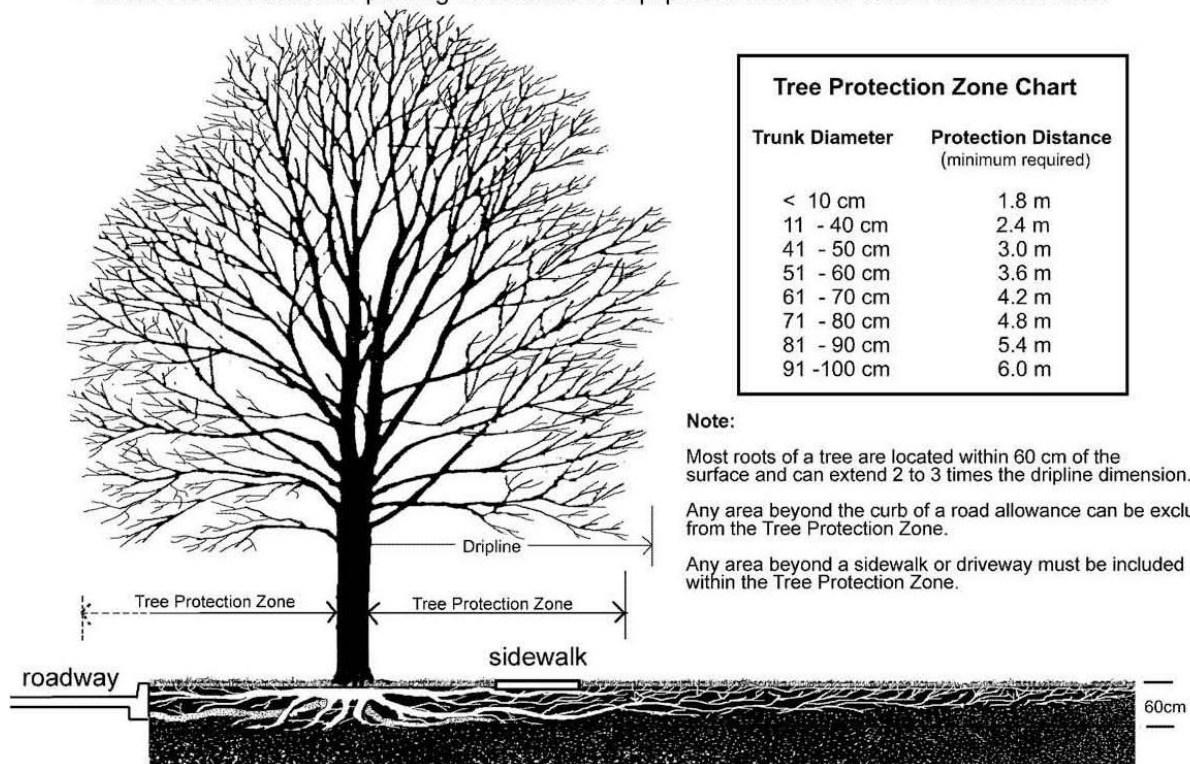 Tree Protection Zone Chart
Trunk Diameter Protection Distance
(minimum required)
< 10 cm 1.8 m
11 - 40 cm 2.4 m
41 - 50 cm 3.0 m
51 - 60 cm 3.6 m
61 - 70 cm 4.2 m
71 - 80 cm 4.8 m
81 - 90 cm 5.4 m
91 -100 cm 6.0 m
Note:
Most roots of a tree are located within 60 cm of the
surface and can extend 2 to 3 times the dripline dimension.
Any area beyond the curb of a road allowance can be exclu
from the Tree Protection Zone.
Any area beyond a sidewalk or driveway must be included
within the Tree Protection Zone.
Dripline
Tree Protection Zone Tree Protection Zone
sidewalk
roadway
60cm